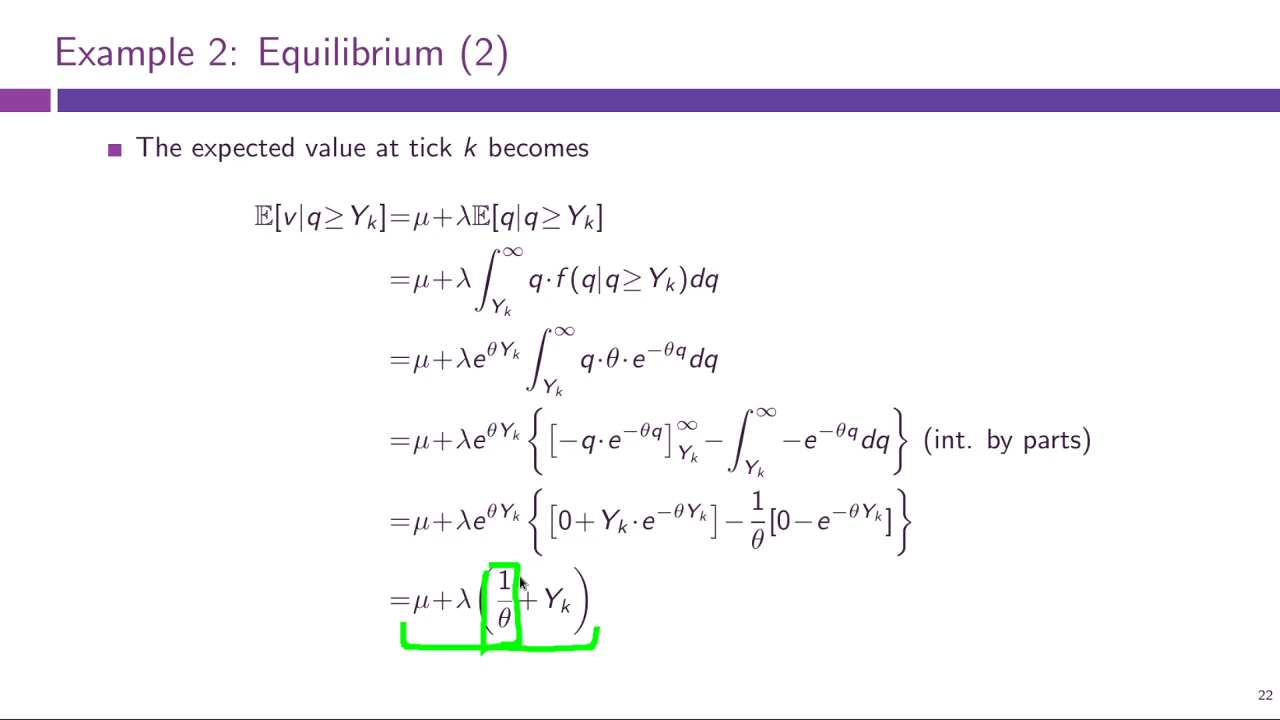 Example 2: Equilibrium (2)
The expected value at tick k becomes
𝔼[v|q≥Y_k]=μ+λ𝔼[q|q≥Y_k]
=μ+λ∫_{Y_k}^{∞} q·f(q|q≥Y_k)dq
=μ+λe^{θY_k} ∫_{Y_k}^{∞} q·θ·e^{−θq}dq
=μ+λe^{θY_k} { [−q·e^{−θq}]_{Y_k}^{∞} − ∫_{Y_k}^{∞} −e^{−θq}dq } (int. by parts)
=μ+λe^{θY_k} { [0+Y_k·e^{−θY_k}] − \frac{1}{θ}[0−e^{−θY_k}] }
=μ+λ(\frac{1}{θ}+Y_k)
22